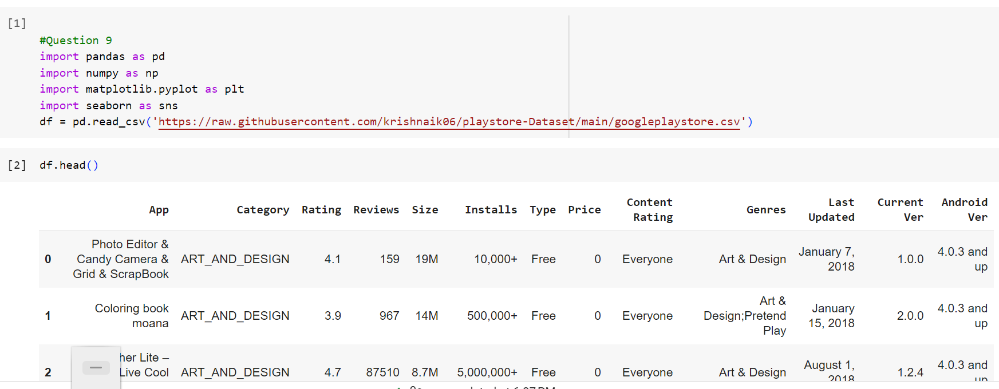 [1]
#Question 9
import pandas as pd
import numpy as np
import matplotlib.pyplot as plt
import seaborn as sns
df = pd.read_csv('https://raw.githubusercontent.com/krishnaik06/playstore-Dataset/main/googleplaystore.csv')
[2] df.head()
App Category Rating Reviews Size Installs Type Price Content Rating Genres Last Updated Current Ver Android Ver
0 Photo Editor & Candy Camera & Grid & ScrapBook ART_AND_DESIGN 4.1 159 19M 10,000+ Free 0 Everyone Art & Design January 7, 2018 1.0.0 4.0.3 and up
1 Coloring book moana ART_AND_DESIGN 3.9 967 14M 500,000+ Free 0 Everyone Art & Design;Pretend Play January 15, 2018 2.0.0 4.0.3 and up
2 her Lite – Live Cool ART_AND_DESIGN 4.7 87510 8.7M 5,000,000+ Free 0 Everyone Art & Design August 1, 2018 1.2.4 4.0.3 and up